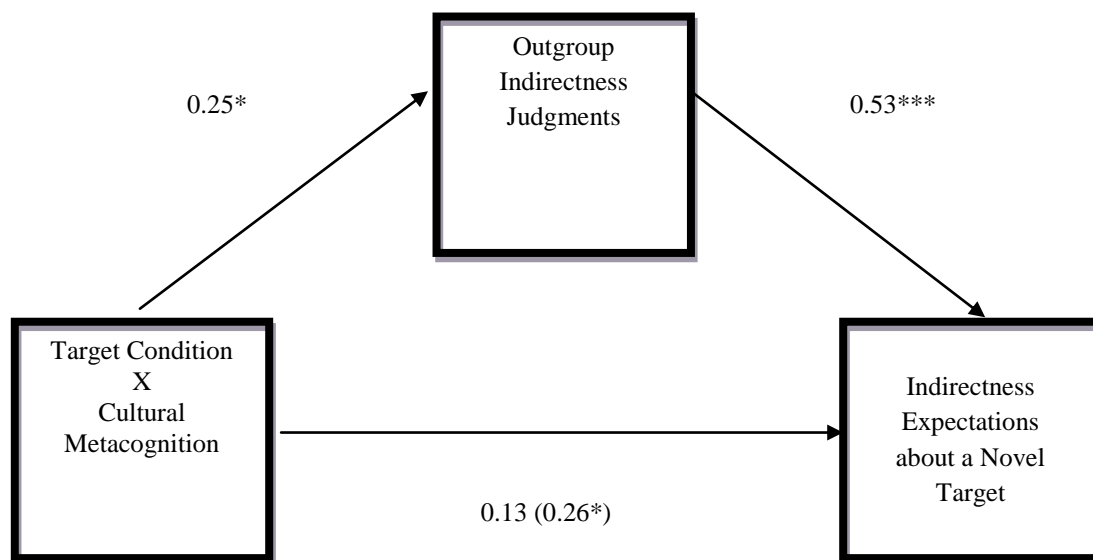 Outgroup
Indirectness
Judgments
0.25*
0.53***
Target Condition
X
Cultural
Metacognition
Indirectness
Expectations
about a Novel
Target
0.13 (0.26*)